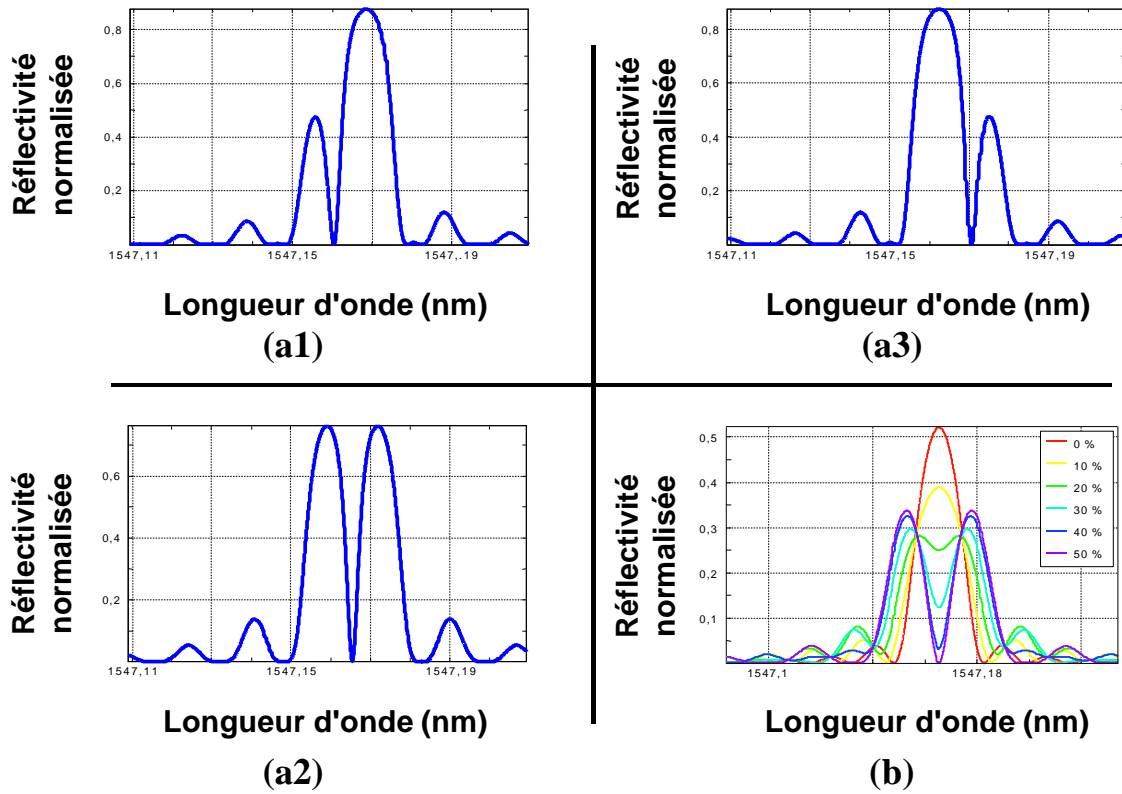 Réflectivité
normalisée
0,8
0,6
0,4
0,2
1547,11
1547,15
1547,19
Longueur d'onde (nm)
(a1)
Réflectivité
normalisée
0,8
0,6
0,4
0,2
1547,11
1547,15
1547,19
Longueur d'onde (nm)
(a3)
Réflectivité
normalisée
0,6
0,4
0,2
1547,11
1547,15
1547,19
Longueur d'onde (nm)
(a2)
Réflectivité
normalisée
0,5
0,4
0,3
0,2
0,1
0 %
10 %
20 %
30 %
40 %
50 %
1547,1
1547,18
Longueur d'onde (nm)
(b)